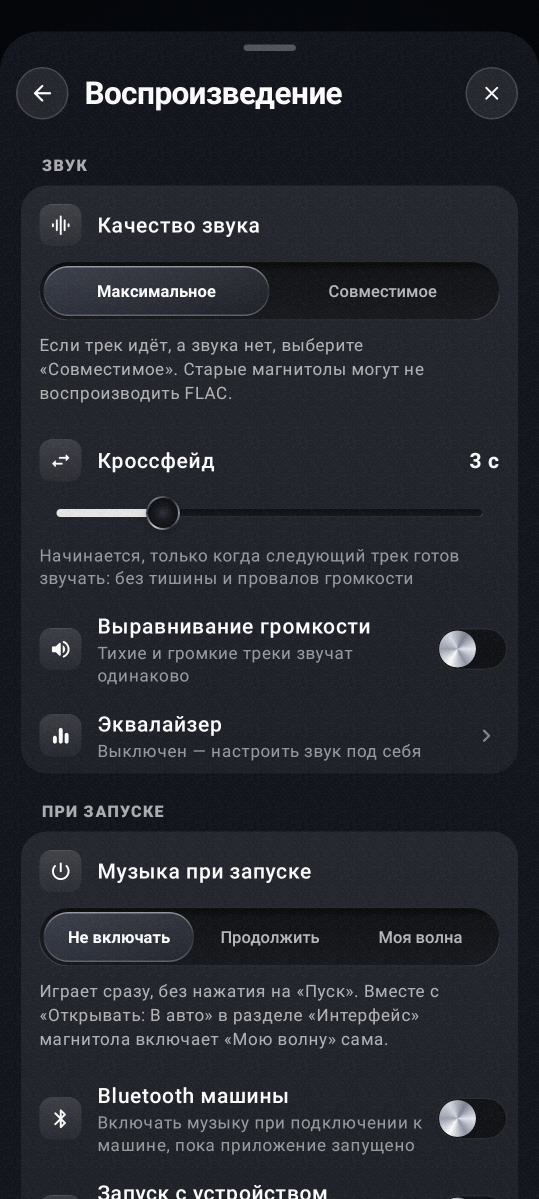 Воспроизведение
ЗВУК
Качество звука
Максимальное
Совместимое
Если трек идёт, а звука нет, выберите
«Совместимое». Старые магнитолы могут не
воспроизводить FLAC.
Кроссфейд
3 с
Начинается, только когда следующий трек готов
звучать: без тишины и провалов громкости
Выравнивание громкости
Тихие и громкие треки звучат
одинаково
Эквалайзер
Выключен — настроить звук под себя
ПРИ ЗАПУСКЕ
Музыка при запуске
Не включать
Продолжить
Моя волна
Играет сразу, без нажатия на «Пуск». Вместе с
«Открывать: В авто» в разделе «Интерфейс»
магнитола включает «Мою волну» сама.
Bluetooth машины
Включать музыку при подключении к
машине, пока приложение запущено
Запуск с устройством